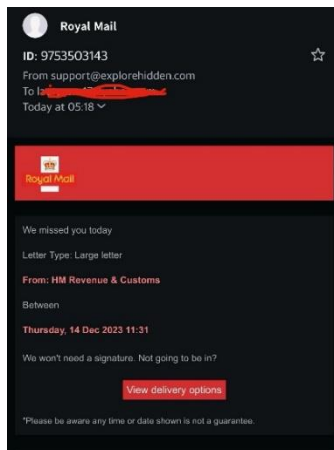 Royal Mail
ID: 9753503143
From support@explorehidden.com
To
Today at 05:18
Royal Mail
We missed you today
Letter Type: Large letter
From: HM Revenue & Customs
Between
Thursday, 14 Dec 2023 11:31
We won't need a signature. Not going to be in?
View delivery options
*Please be aware any time or date shown is not a guarantee.